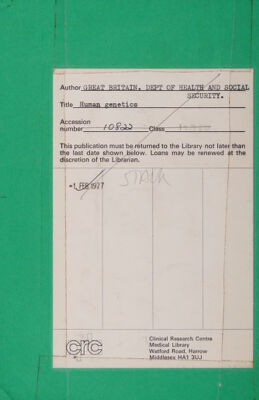 Author GREAT BRITAIN. DEPT OF HEALTH AND SOCIAL
SECURITY.
Title Human genetics
Accession
number 10822 Class
This publication must be returned to the Library not later than
the last date shown below. Loans may be renewed at the
discretion of the Librarian.
-1. FEB 1977
STACK
crc
Clinical Research Centre
Medical Library
Watford Road, Harrow
Middlesex HA1 3UJ